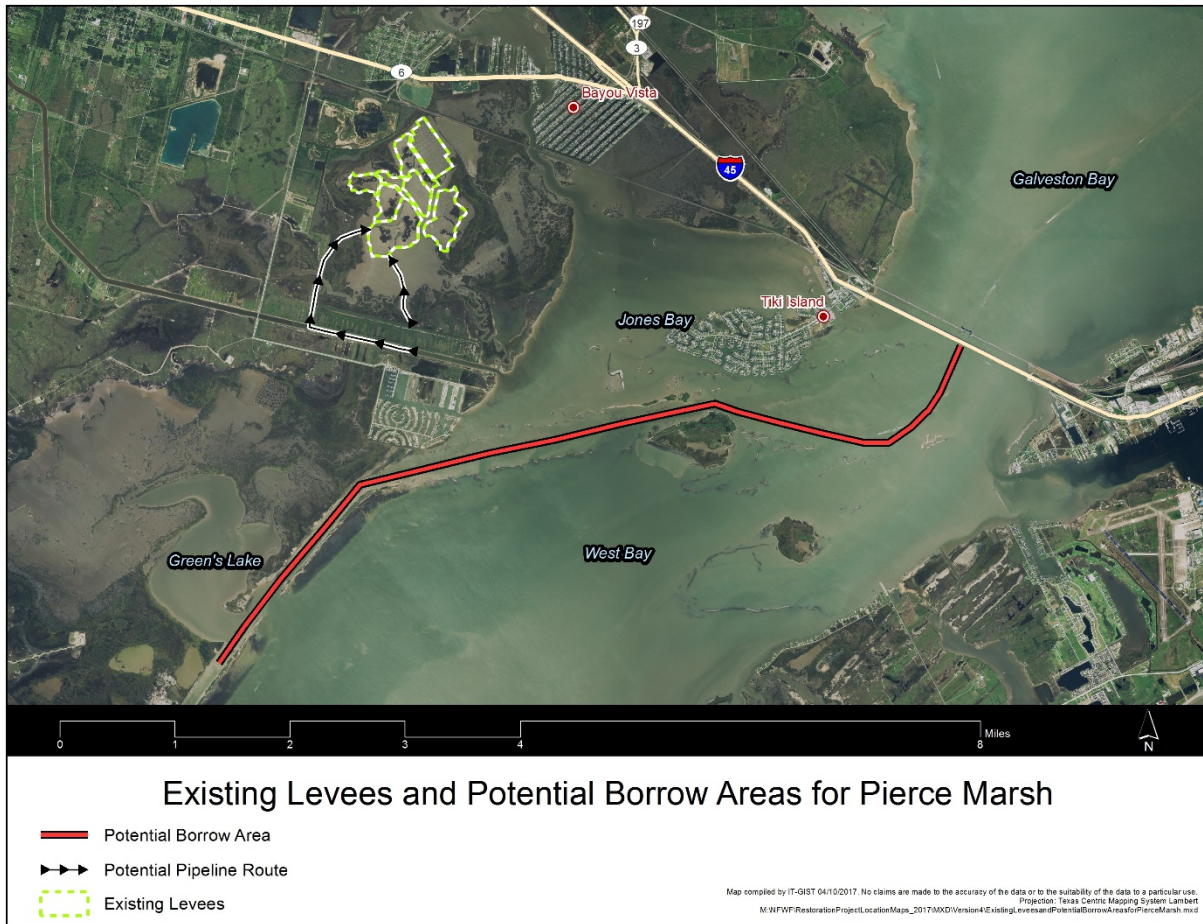 197
3
6
Bayou Vista
45
Galveston Bay
Tiki Island
Jones Bay
Green's Lake
West Bay
0 1 2 3 4 8 Miles
N
Existing Levees and Potential Borrow Areas for Pierce Marsh
Potential Borrow Area
Potential Pipeline Route
Existing Levees
Map compiled by IT-GIST 04/10/2017. No claims are made to the accuracy of the data or to the suitability of the data to a particular use.
Projection: Texas Centric Mapping System Lambert
M:\NFWF\RestorationProjectLocationMaps_2017\MXD\Version4\ExistingLeveesandPotentialBorrowAreasforPierceMarsh.mxd